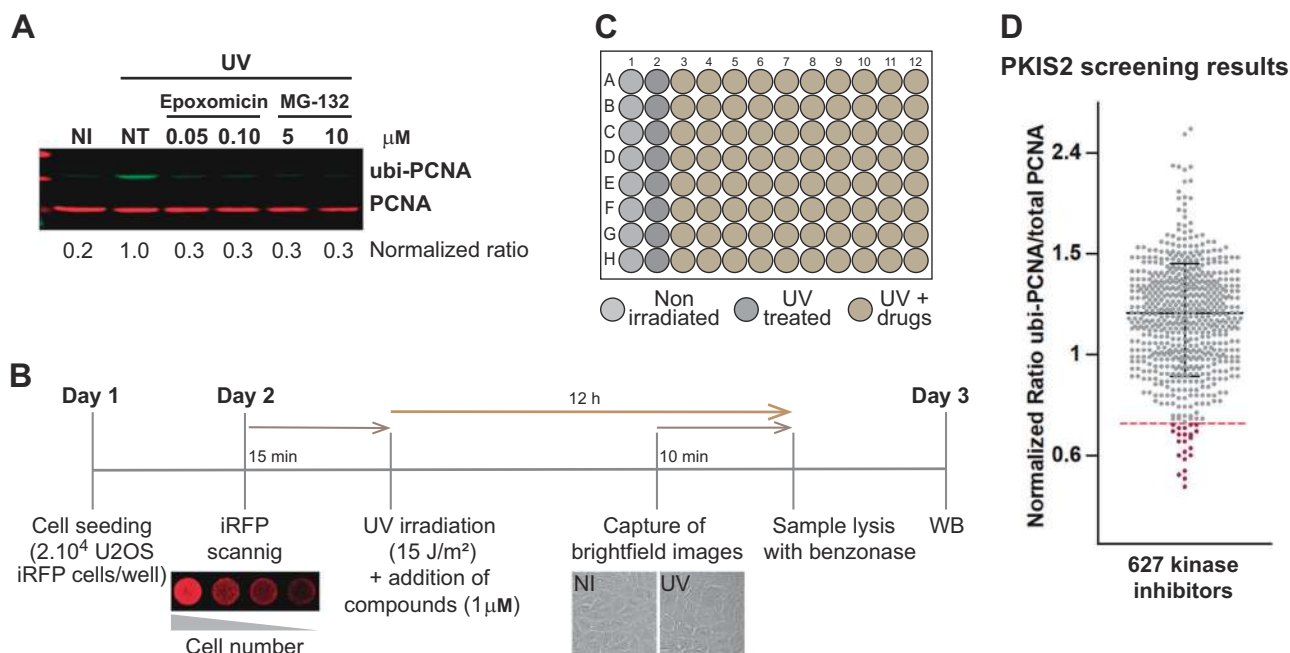 A
UV
Epoxomicin MG-132
NI NT 0.05 0.10 5 10 μM
ubi-PCNA
PCNA
0.2 1.0 0.3 0.3 0.3 0.3 Normalized ratio
C
1 2 3 4 5 6 7 8 9 10 11 12
A
B
C
D
E
F
G
H
Non irradiated
UV treated
UV + drugs
D
PKIS2 screening results
Normalized Ratio ubi-PCNA/total PCNA
2.4
1.5
1
0.6
627 kinase
inhibitors
B
Day 1 Day 2 Day 3
12 h
15 min 10 min
Cell seeding
(2.10⁴ U2OS
iRFP cells/well)
iRFP
scannig
Cell number
UV irradiation
(15 J/m²)
+ addition of
compounds (1μM)
Capture of
brightfield images
NI UV
Sample lysis
with benzonase
WB